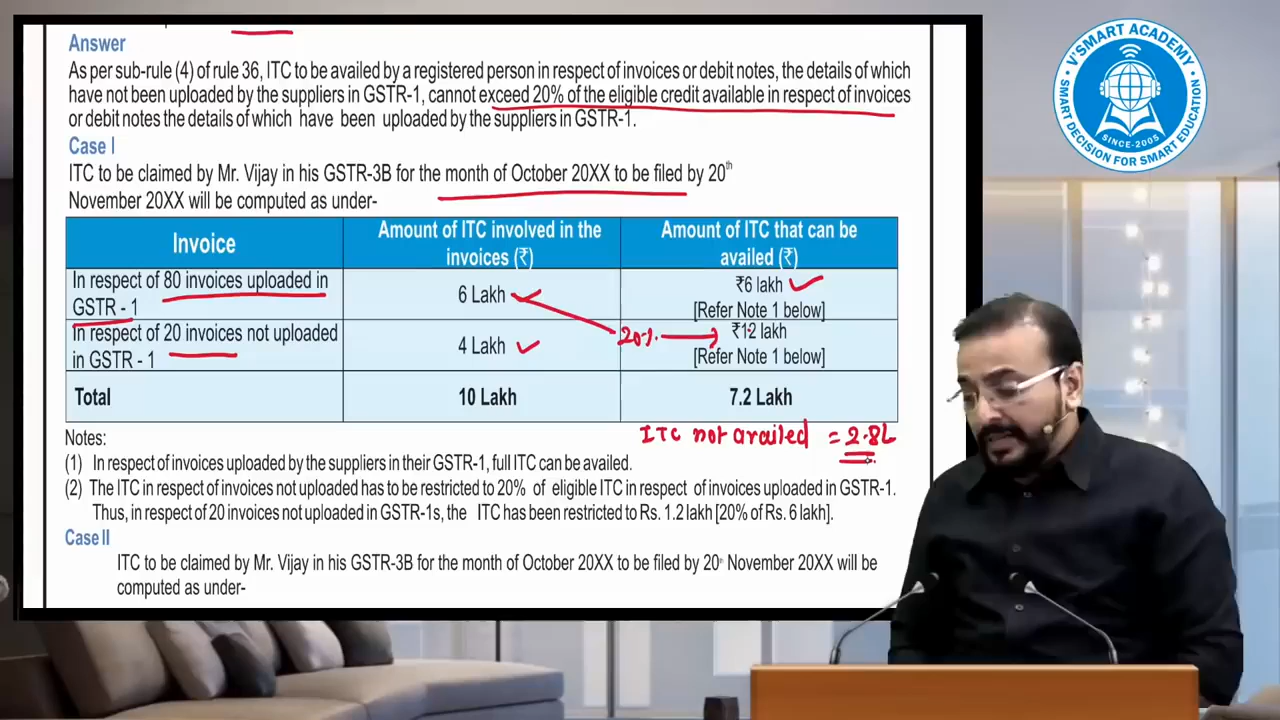 Answer
As per sub-rule (4) of rule 36, ITC to be availed by a registered person in respect of invoices or debit notes, the details of which
have not been uploaded by the suppliers in GSTR-1, cannot exceed 20% of the eligible credit available in respect of invoices
or debit notes the details of which have been uploaded by the suppliers in GSTR-1.
Case I
ITC to be claimed by Mr. Vijay in his GSTR-3B for the month of October 20XX to be filed by 20th
November 20XX will be computed as under-
Invoice
Amount of ITC involved in the
invoices (₹)
Amount of ITC that can be
availed (₹)
In respect of 80 invoices uploaded in
GSTR - 1
6 Lakh
₹6 lakh
[Refer Note 1 below]
In respect of 20 invoices not uploaded
in GSTR - 1
4 Lakh
20%
₹1·2 lakh
[Refer Note 1 below]
Total
10 Lakh
7.2 Lakh
ITC not availed = 2.8L
Notes:
(1) In respect of invoices uploaded by the suppliers in their GSTR-1, full ITC can be availed.
(2) The ITC in respect of invoices not uploaded has to be restricted to 20% of eligible ITC in respect of invoices uploaded in GSTR-1.
Thus, in respect of 20 invoices not uploaded in GSTR-1s, the ITC has been restricted to Rs. 1.2 lakh [20% of Rs. 6 lakh].
Case II
ITC to be claimed by Mr. Vijay in his GSTR-3B for the month of October 20XX to be filed by 20th November 20XX will be
computed as under-
V'SMART ACADEMY
SINCE-2005
SMART DECISION FOR SMART EDUCATION